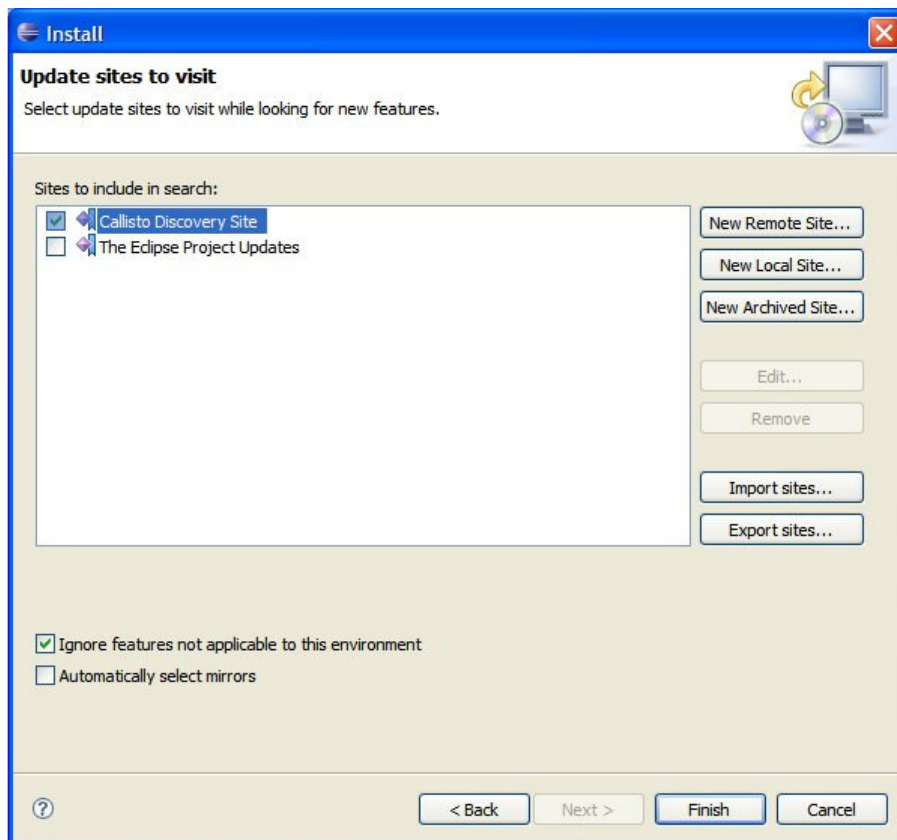 Install
Update sites to visit
Select update sites to visit while looking for new features.
Sites to include in search:
Callisto Discovery Site
The Eclipse Project Updates
New Remote Site...
New Local Site...
New Archived Site...
Edit...
Remove
Import sites...
Export sites...
Ignore features not applicable to this environment
Automatically select mirrors
?
< Back
Next >
Finish
Cancel